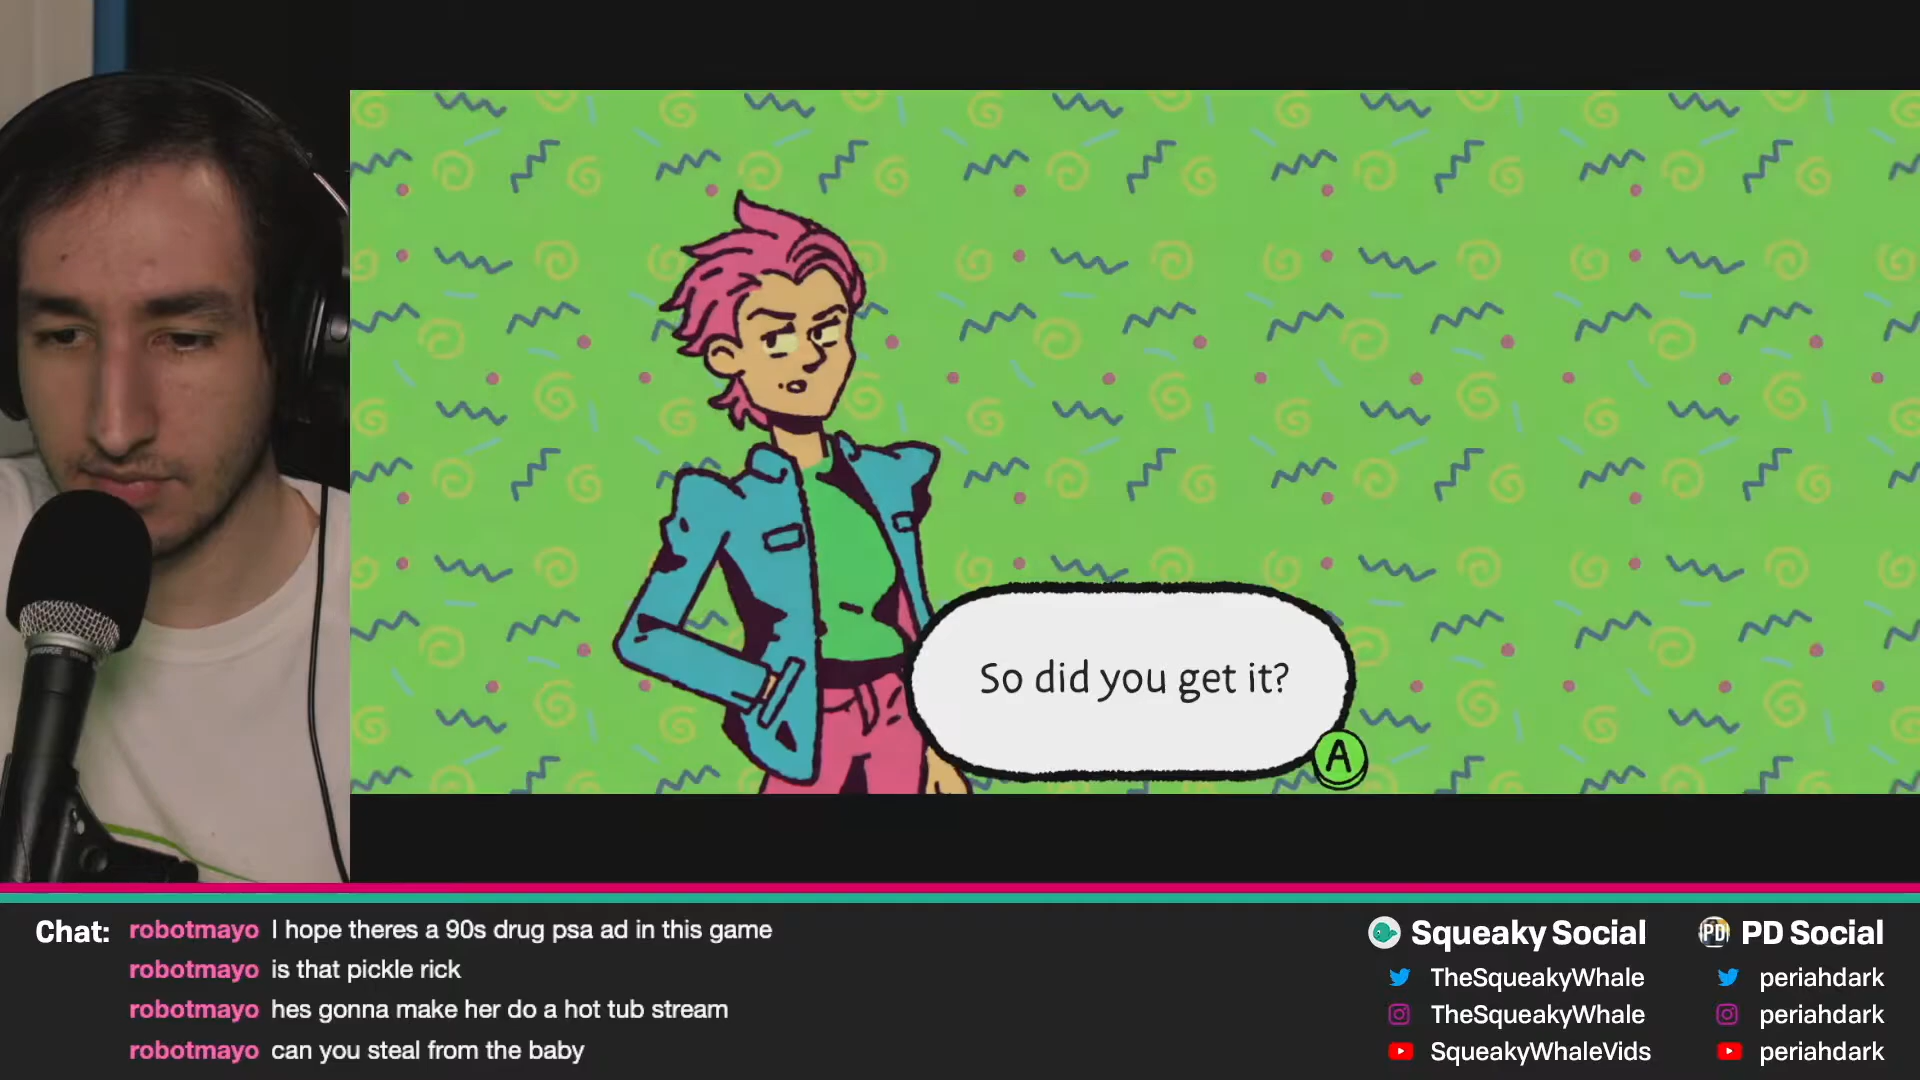 So did you get it?
A
Chat:
robotmayo I hope theres a 90s drug psa ad in this game
robotmayo is that pickle rick
robotmayo hes gonna make her do a hot tub stream
robotmayo can you steal from the baby
Squeaky Social
TheSqueakyWhale
TheSqueakyWhale
SqueakyWhaleVids
PD PD Social
periahdark
periahdark
periahdark